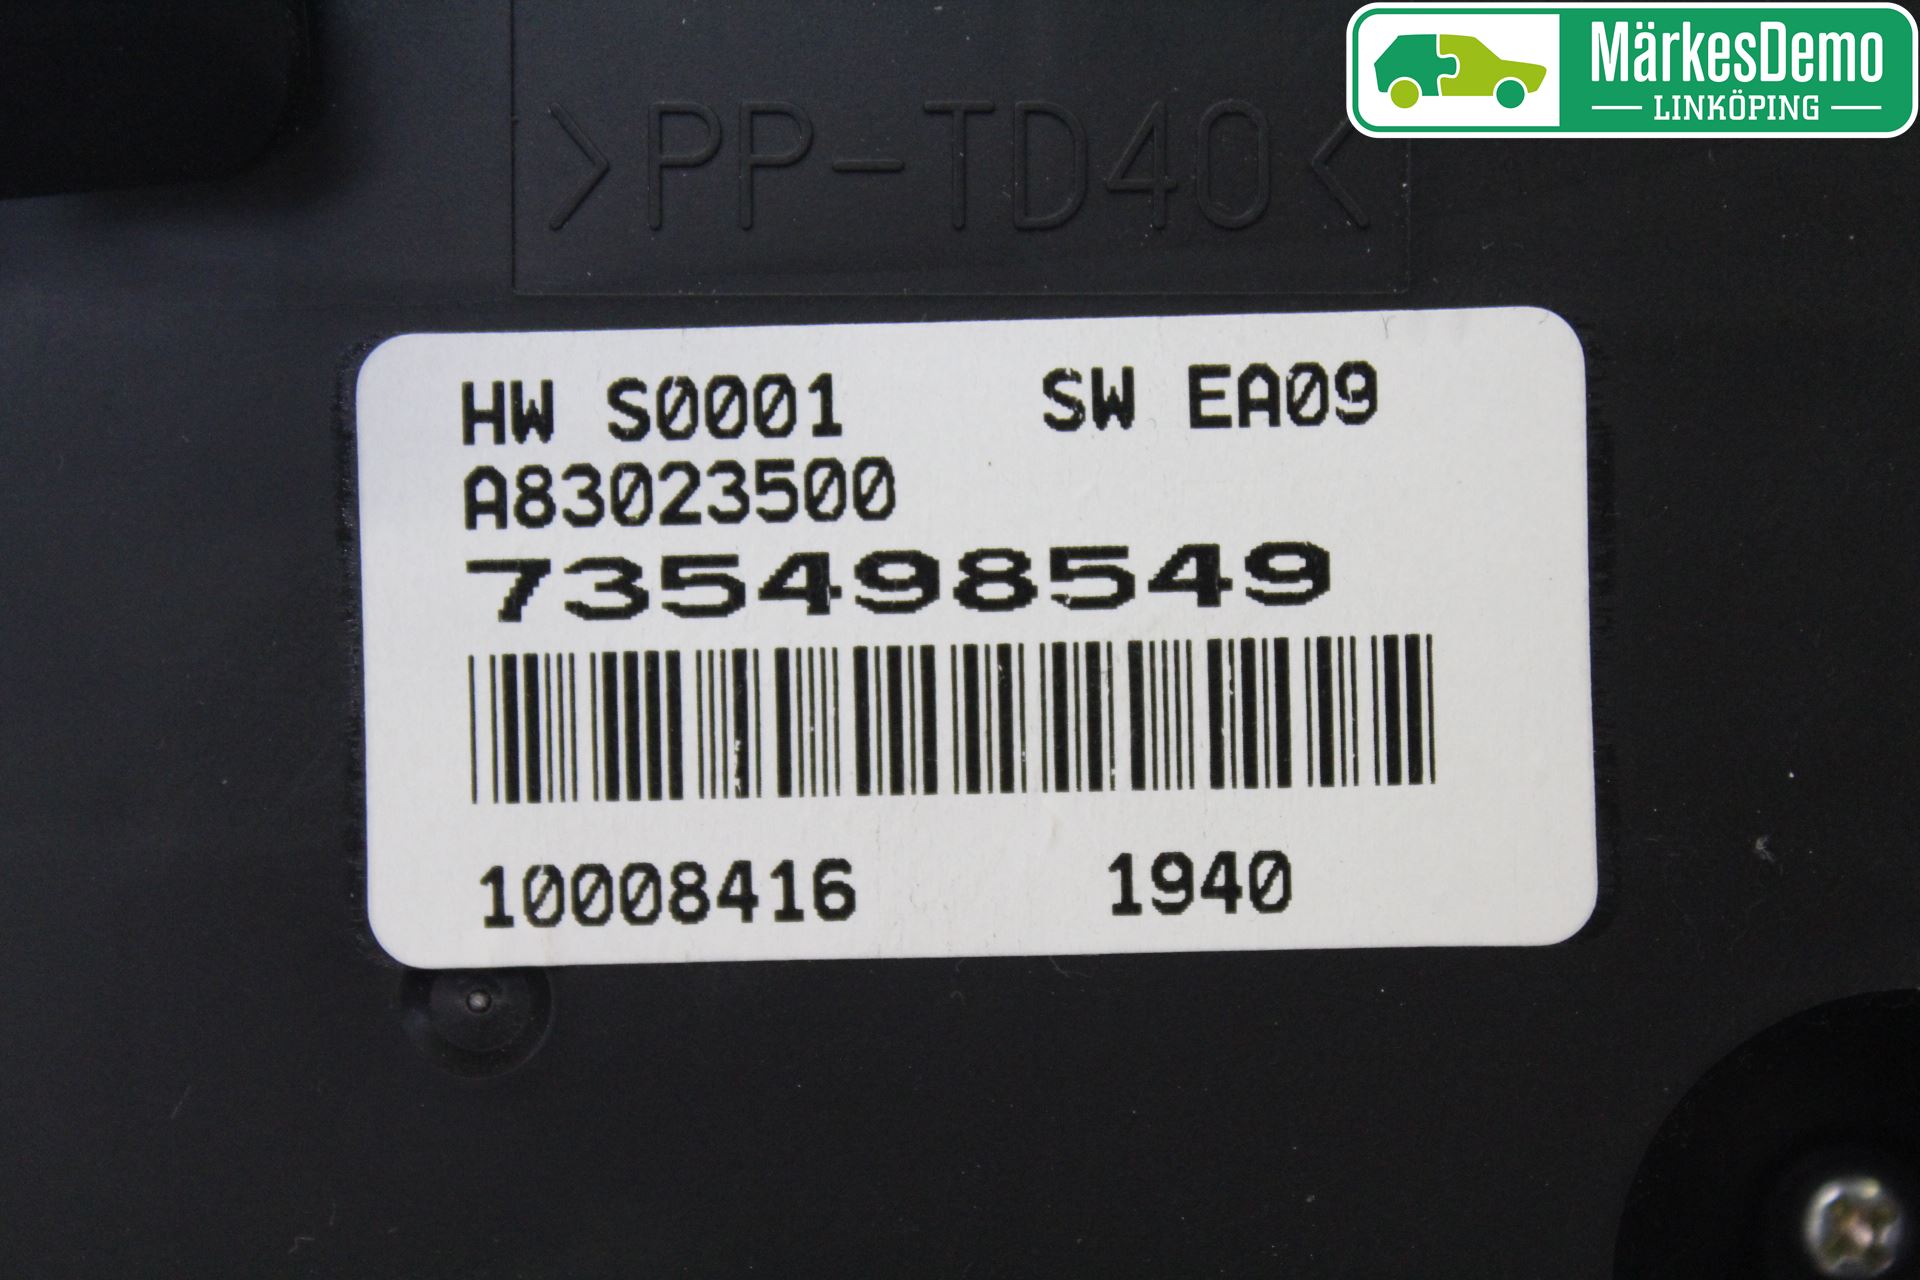 MärkesDemo
LINKÖPING
>PP-TD40<
HW S0001 SW EA09
A83023500
735498549
10008416 1940